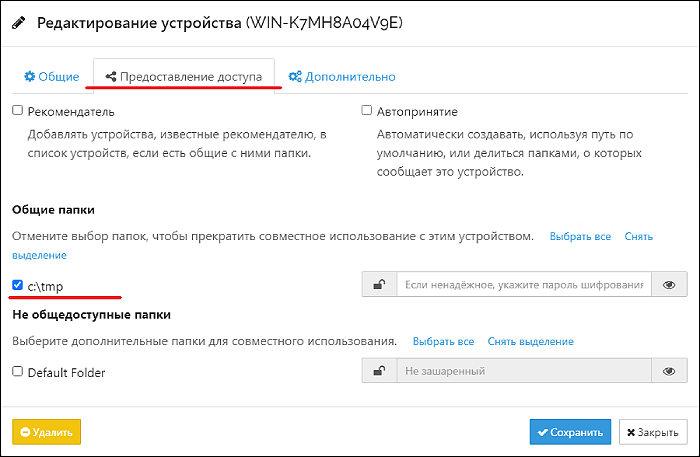 Редактирование устройства (WIN-K7MH8A04V9E)
Общие
Предоставление доступа
Дополнительно
Рекомендатель
Добавлять устройства, известные рекомендателю, в
список устройств, если есть общие с ними папки.
Автопринятие
Автоматически создавать, используя путь по
умолчанию, или делиться папками, о которых
сообщает это устройство.
Общие папки
Отмените выбор папок, чтобы прекратить совместное использование с этим устройством. Выбрать все Снять
выделение
c:\tmp
Если ненадёжное, укажите пароль шифрования
Не общедоступные папки
Выберите дополнительные папки для совместного использования. Выбрать все Снять выделение
Default Folder
Не зашаренный
Удалить
Сохранить
Закрыть